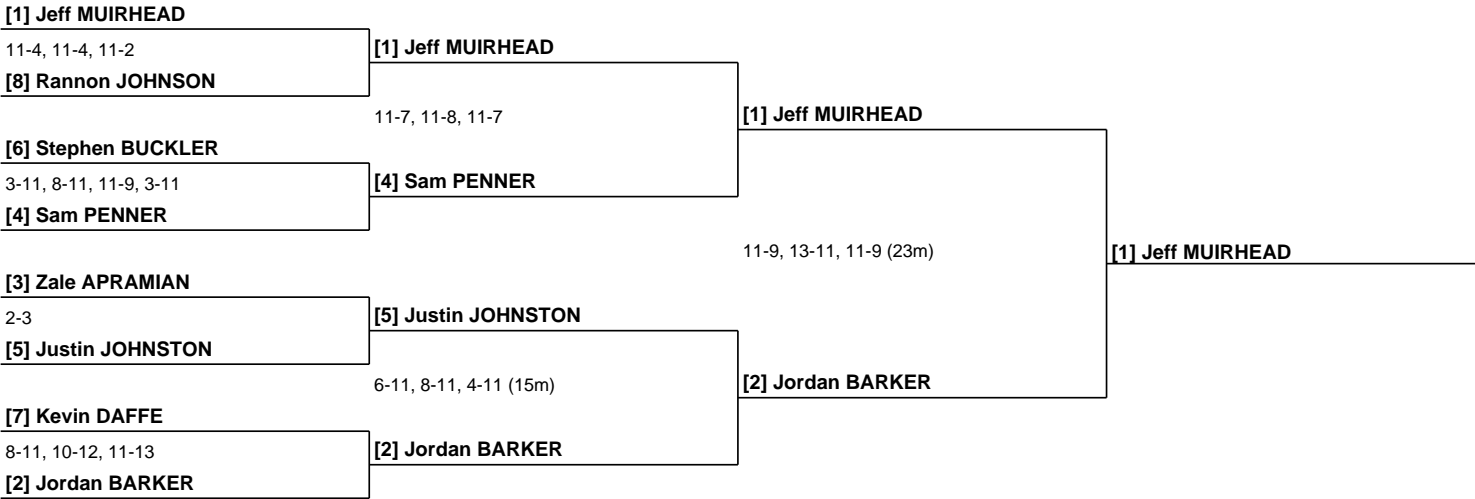 [1] Jeff MUIRHEAD
11-4, 11-4, 11-2
[8] Rannon JOHNSON
[6] Stephen BUCKLER
3-11, 8-11, 11-9, 3-11
[4] Sam PENNER
[3] Zale APRAMIAN
2-3
[5] Justin JOHNSTON
[7] Kevin DAFFE
8-11, 10-12, 11-13
[2] Jordan BARKER
[1] Jeff MUIRHEAD
11-7, 11-8, 11-7
[4] Sam PENNER
[5] Justin JOHNSTON
6-11, 8-11, 4-11 (15m)
[2] Jordan BARKER
[1] Jeff MUIRHEAD
11-9, 13-11, 11-9 (23m)
[2] Jordan BARKER
[1] Jeff MUIRHEAD